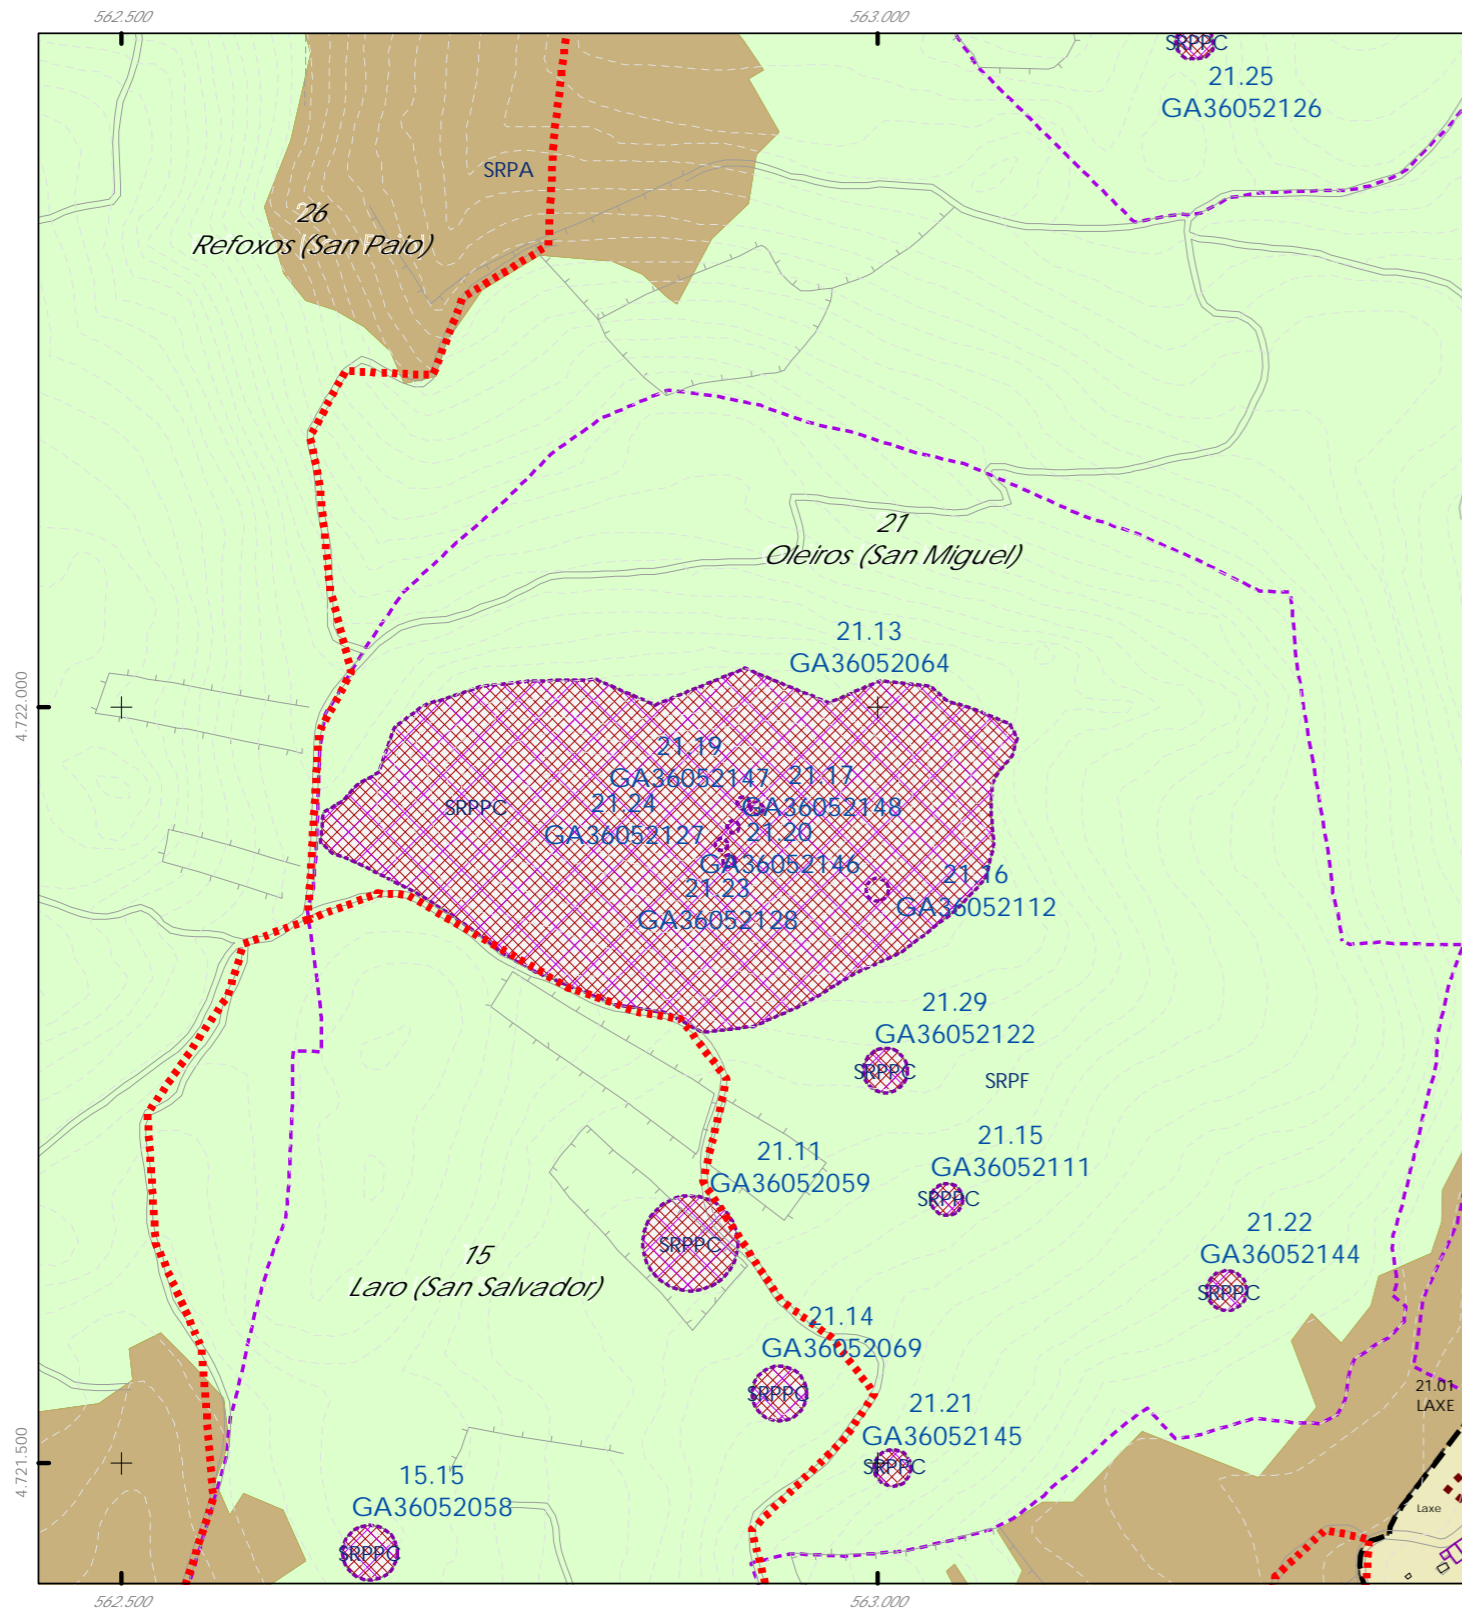 562.500
563.000
SRPPC
21.25
GA36052126
SRPA
26
Refoxos (San Paio)
21
Oleiros (San Miguel)
21.13
GA36052064
4.722.000
21.19
GA36052147
21.17
GA36052148
SRPPC
21.24
GA36052127
21.20
GA36052146
21.23
GA36052128
21.16
GA36052112
21.29
GA36052122
SRPPC
SRPF
21.15
GA36052111
SRPPC
21.11
GA36052059
SRPPC
21.22
GA36052144
SRPPC
15
Laro (San Salvador)
21.14
GA36052069
SRPPC
21.01
LAXE
21.21
GA36052145
SRPPC
4.721.500
15.15
GA36052058
SRPPC
Laxe
562.500
563.000